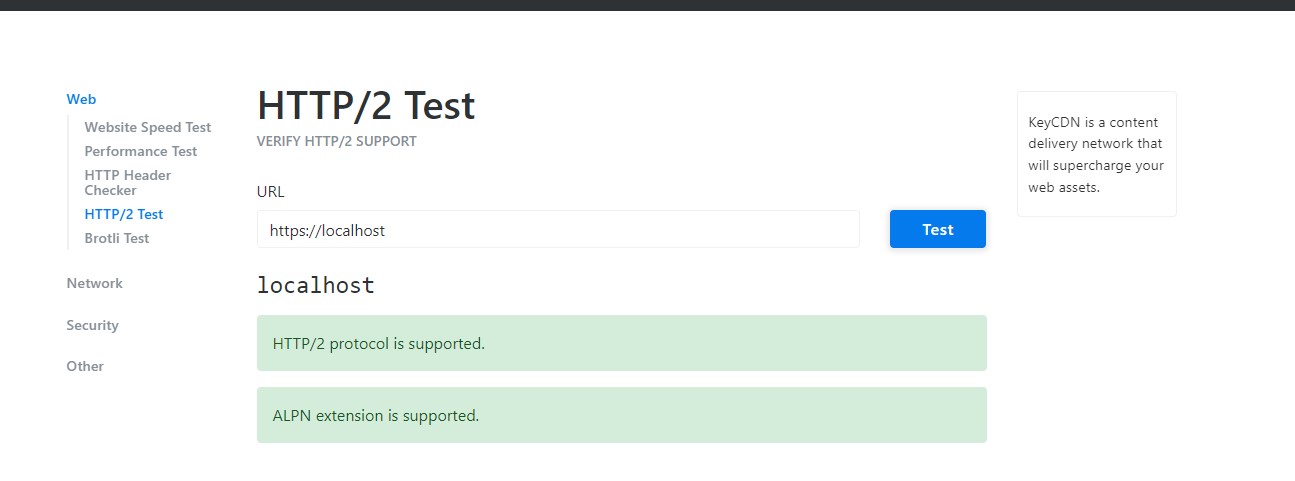 Web
Website Speed Test
Performance Test
HTTP Header
Checker
HTTP/2 Test
Brotli Test
Network
Security
Other
HTTP/2 Test
VERIFY HTTP/2 SUPPORT
URL
https://localhost
Test
localhost
HTTP/2 protocol is supported.
ALPN extension is supported.
KeyCDN is a content
delivery network that
will supercharge your
web assets.